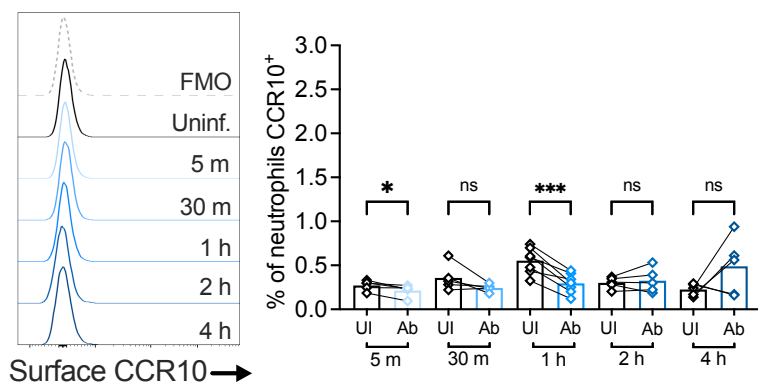 FMO
Uninf.
5 m
30 m
1 h
2 h
4 h
Surface CCR10
% of neutrophils CCR10+
3.0
2.5
2.0
1.5
1.0
0.5
0.0
* ns *** ns ns
UI Ab UI Ab UI Ab UI Ab UI Ab
5 m 30 m 1 h 2 h 4 h